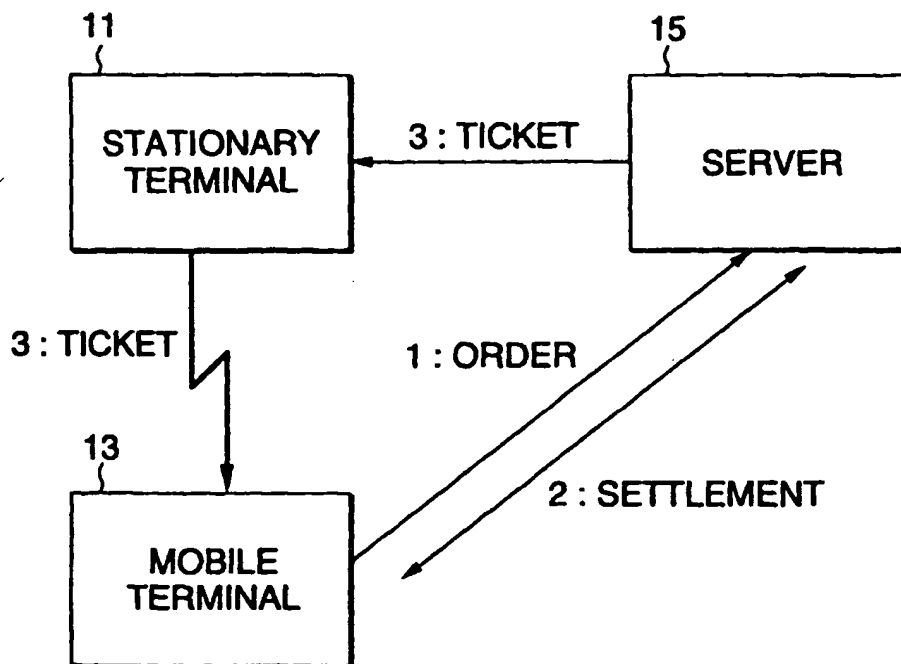 11
15
STATIONARY
TERMINAL
3 : TICKET
SERVER
3 : TICKET
1 : ORDER
13
2 : SETTLEMENT
MOBILE
TERMINAL